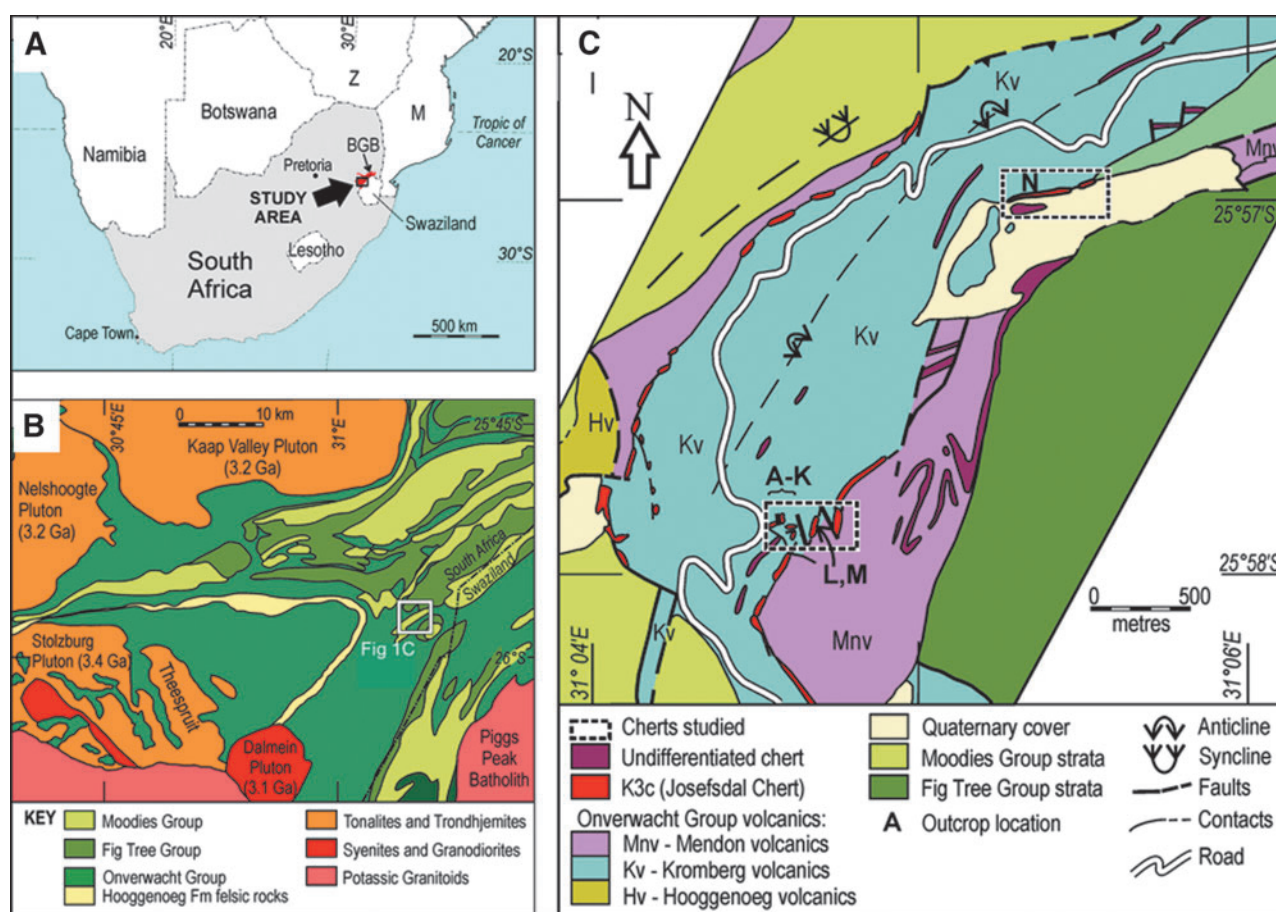 A
20°E
30°E
20°S
Z
Botswana
M
Namibia
Tropic of
Cancer
BGB
Pretoria
STUDY
AREA
Swaziland
Lesotho
30°S
South
Africa
Cape Town
500 km
B
30°45'E
0 10 km
31°E
25°45'S
Kaap Valley Pluton
(3.2 Ga)
Nelshoogte
Pluton
(3.2 Ga)
South Africa
Swaziland
Fig 1C
26°S
Stolzburg
Pluton (3.4 Ga)
Theespruit
Dalmein
Pluton
(3.1 Ga)
Piggs
Peak
Batholith
KEY
Moodies Group
Fig Tree Group
Onverwacht Group
Hooggenoeg Fm felsic rocks
Tonalites and Trondhjemites
Syenites and Granodiorites
Potassic Granitoids
C
N
Kv
Kv
Mnv
N
25°57'S
Kv
Hv
Kv
A-K
L,M
25°58'S
0 500
metres
Kv
Mnv
31° 04'E
31° 06'E
Cherts studied
Undifferentiated chert
K3c (Josefsdal Chert)
Onverwacht Group volcanics:
Mnv - Mendon volcanics
Kv - Kromberg volcanics
Hv - Hooggenoeg volcanics
Quaternary cover
Moodies Group strata
Fig Tree Group strata
A Outcrop location
Anticline
Syncline
Faults
Contacts
Road